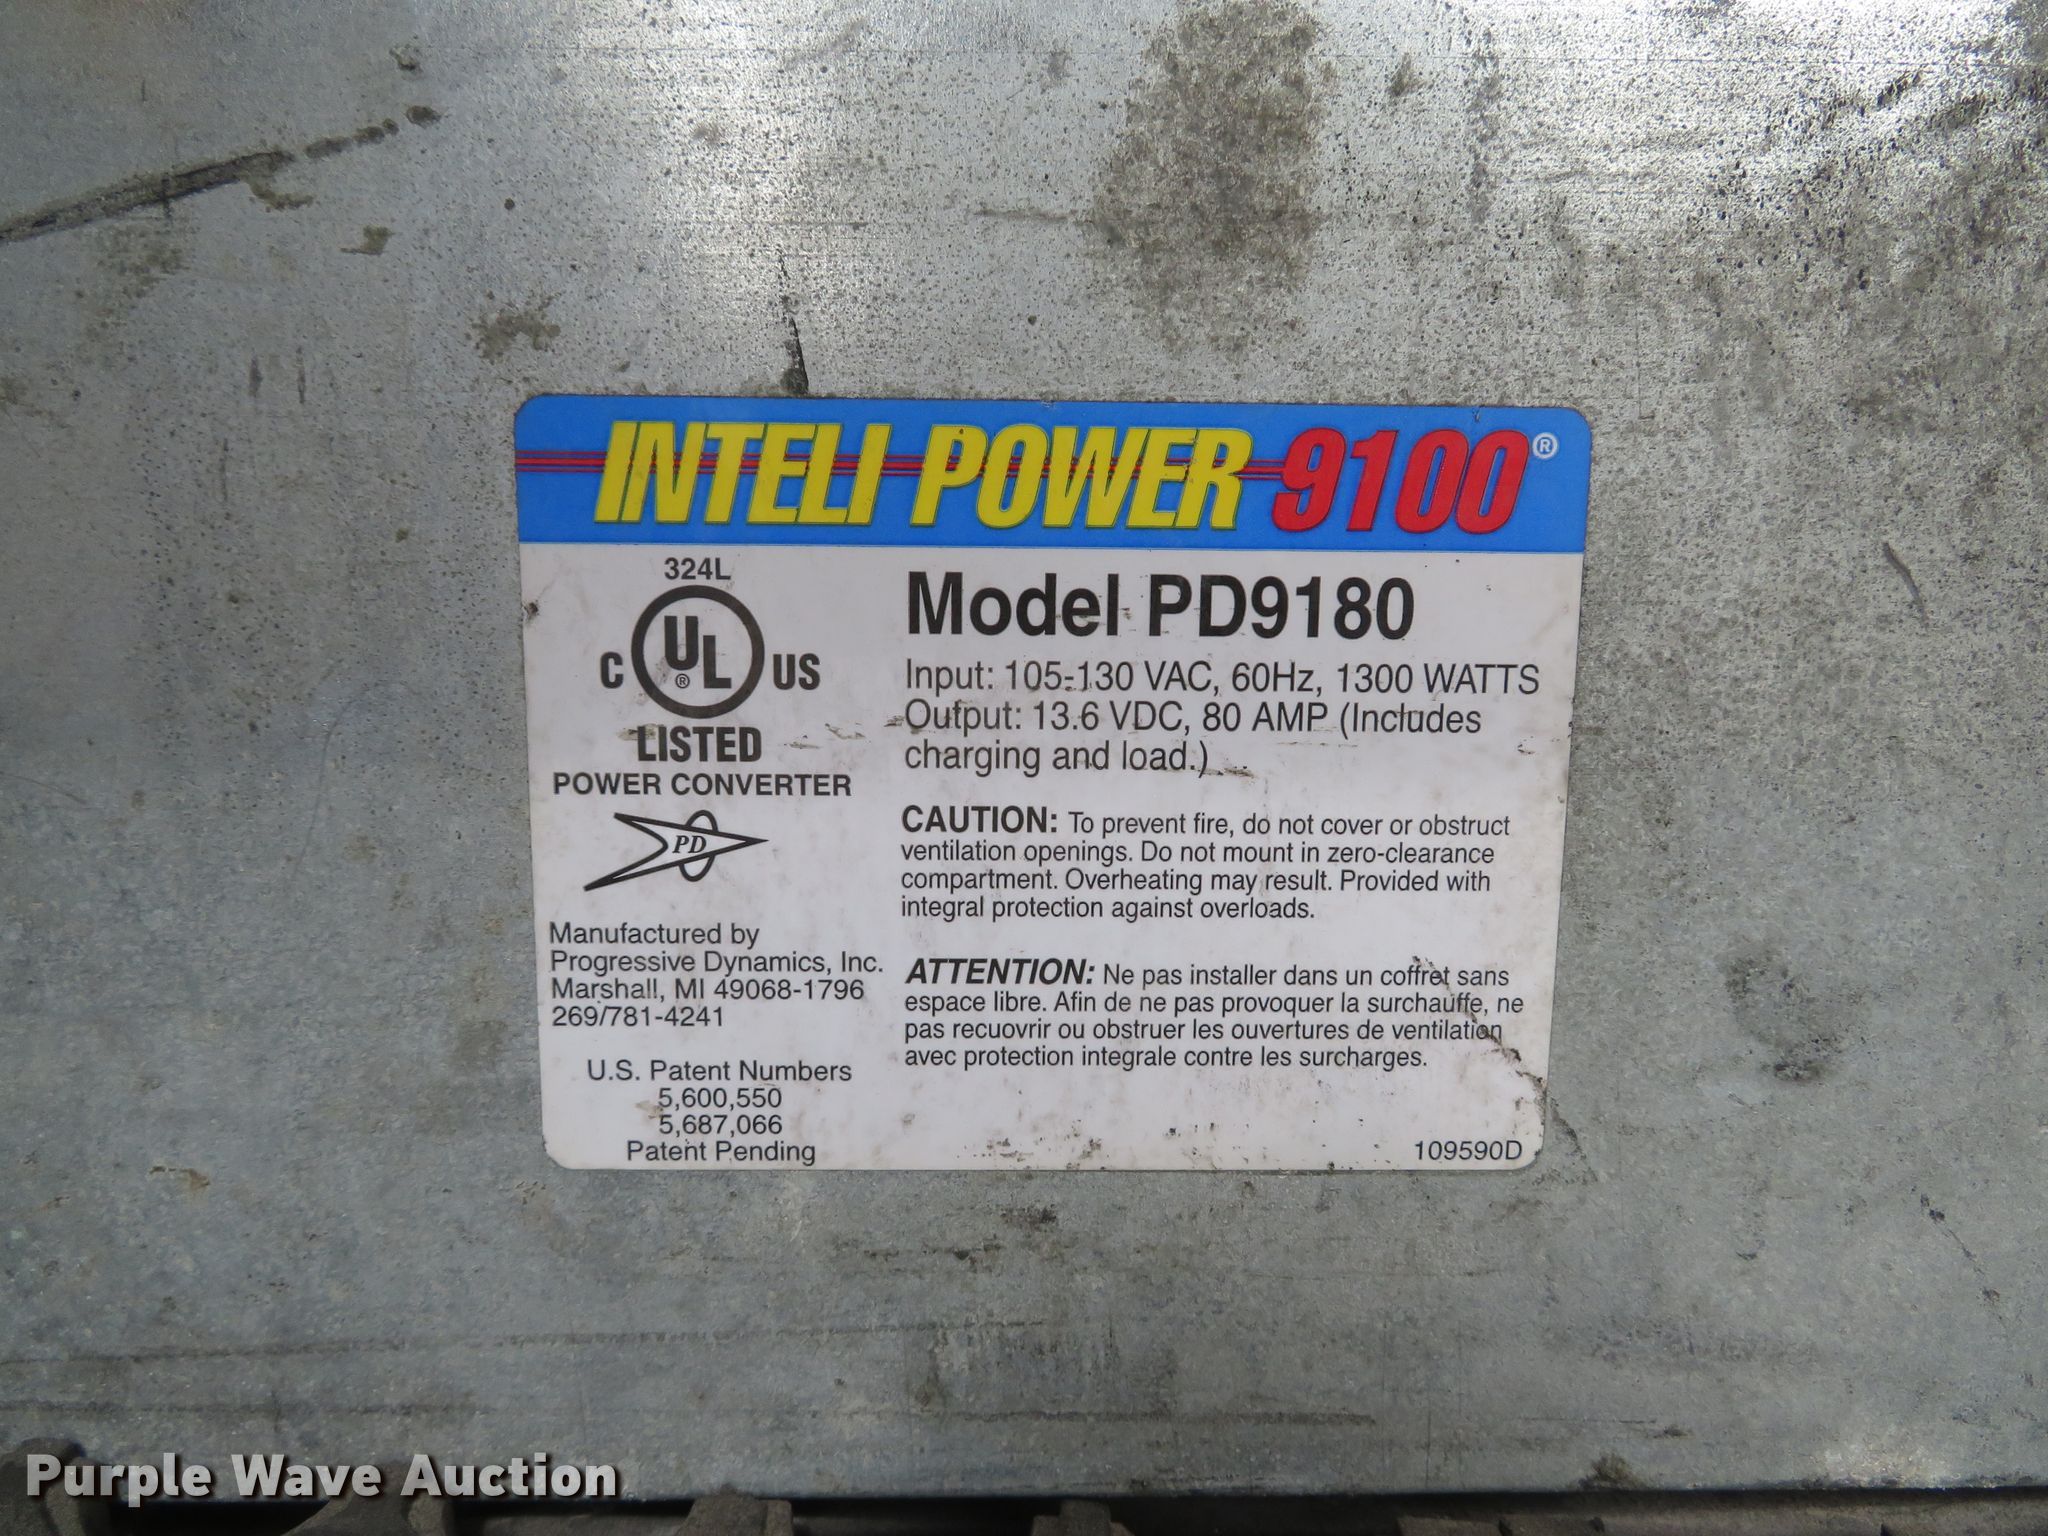 INTELI POWER 9100®
324L
C UL® US
LISTED
POWER CONVERTER
PD
Manufactured by
Progressive Dynamics, Inc.
Marshall, MI 49068-1796
269/781-4241
U.S. Patent Numbers
5,600,550
5,687,066
Patent Pending
Model PD9180
Input: 105-130 VAC, 60Hz, 1300 WATTS
Output: 13.6 VDC, 80 AMP (Includes
charging and load.)
CAUTION: To prevent fire, do not cover or obstruct
ventilation openings. Do not mount in zero-clearance
compartment. Overheating may result. Provided with
integral protection against overloads.
ATTENTION: Ne pas installer dans un coffret sans
espace libre. Afin de ne pas provoquer la surchauffe, ne
pas recuovrir ou obstruer les ouvertures de ventilation
avec protection integrale contre les surcharges.
109590D
Purple Wave Auction